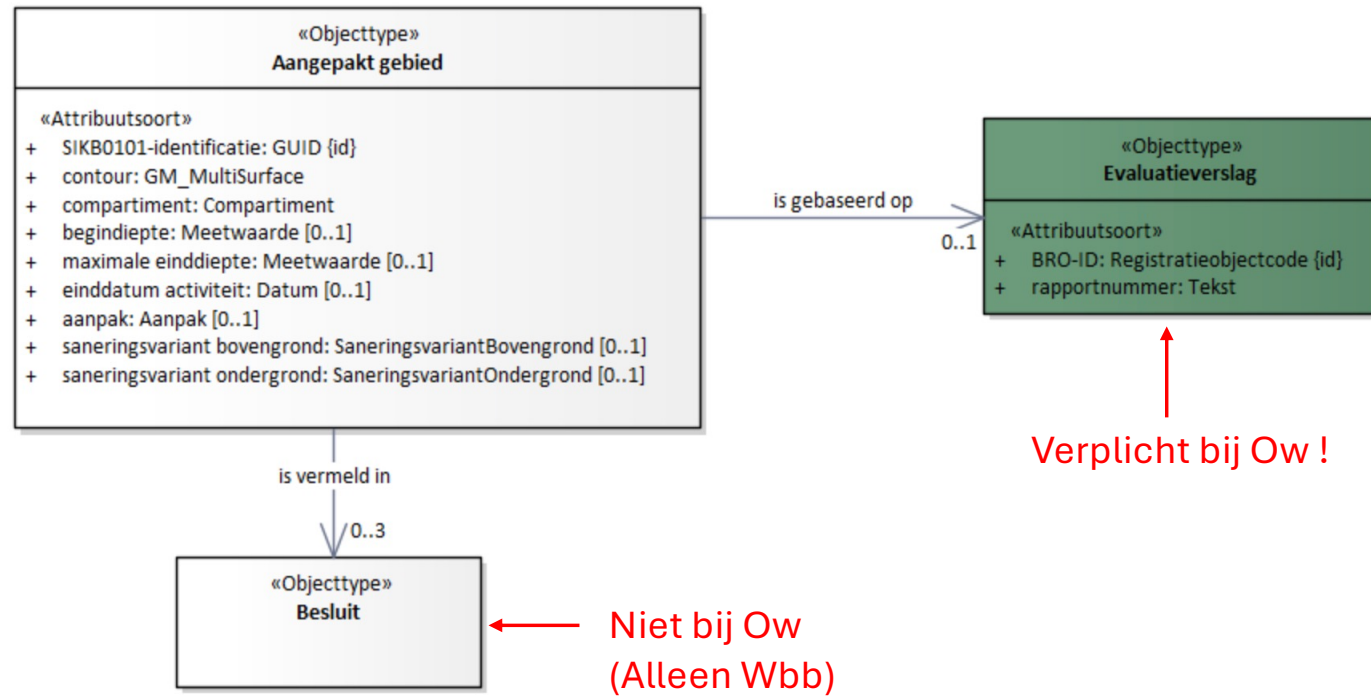 «Objecttype»
Aangepakt gebied
«Attribuutsoort»
+ SIKB0101-identificatie: GUID {id}
+ contour: GM_MultiSurface
+ compartiment: Compartiment
+ begindiepte: Meetwaarde [0..1]
+ maximale einddiepte: Meetwaarde [0..1]
+ einddatum activiteit: Datum [0..1]
+ aanpak: Aanpak [0..1]
+ saneringsvariant bovengrond: SaneringsvariantBovengrond [0..1]
+ saneringsvariant ondergrond: SaneringsvariantOndergrond [0..1]
is gebaseerd op
0..1
«Objecttype»
Evaluatieverslag
«Attribuutsoort»
+ BRO-ID: Registratieobjectcode {id}
+ rapportnummer: Tekst
Verplicht bij Ow !
is vermeld in
0..3
«Objecttype»
Besluit
Niet bij Ow
(Alleen Wbb)